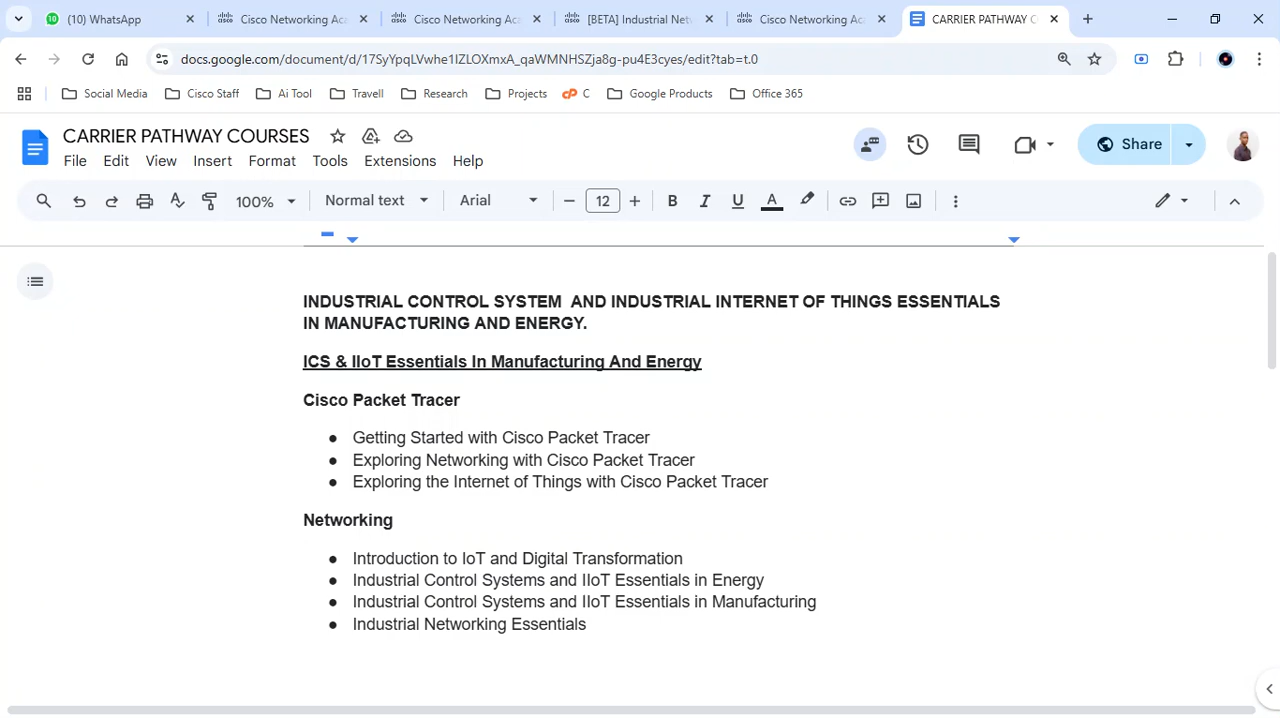 (10) WhatsApp
Cisco Networking Aca
Cisco Networking Aca
[BETA] Industrial Net
Cisco Networking Aca
CARRIER PATHWAY C
docs.google.com/document/d/17SyYpqLVwhe1IZLOXmxA_qaWMNHSZja8g-pu4E3cyes/edit?tab=t.0
Social Media
Cisco Staff
Ai Tool
Travell
Research
Projects
C
Google Products
Office 365
CARRIER PATHWAY COURSES
File Edit View Insert Format Tools Extensions Help
Share
100% Normal text Arial 12 B I U A
INDUSTRIAL CONTROL SYSTEM AND INDUSTRIAL INTERNET OF THINGS ESSENTIALS
IN MANUFACTURING AND ENERGY.
ICS & IIoT Essentials In Manufacturing And Energy
Cisco Packet Tracer
● Getting Started with Cisco Packet Tracer
● Exploring Networking with Cisco Packet Tracer
● Exploring the Internet of Things with Cisco Packet Tracer
Networking
● Introduction to IoT and Digital Transformation
● Industrial Control Systems and IIoT Essentials in Energy
● Industrial Control Systems and IIoT Essentials in Manufacturing
● Industrial Networking Essentials